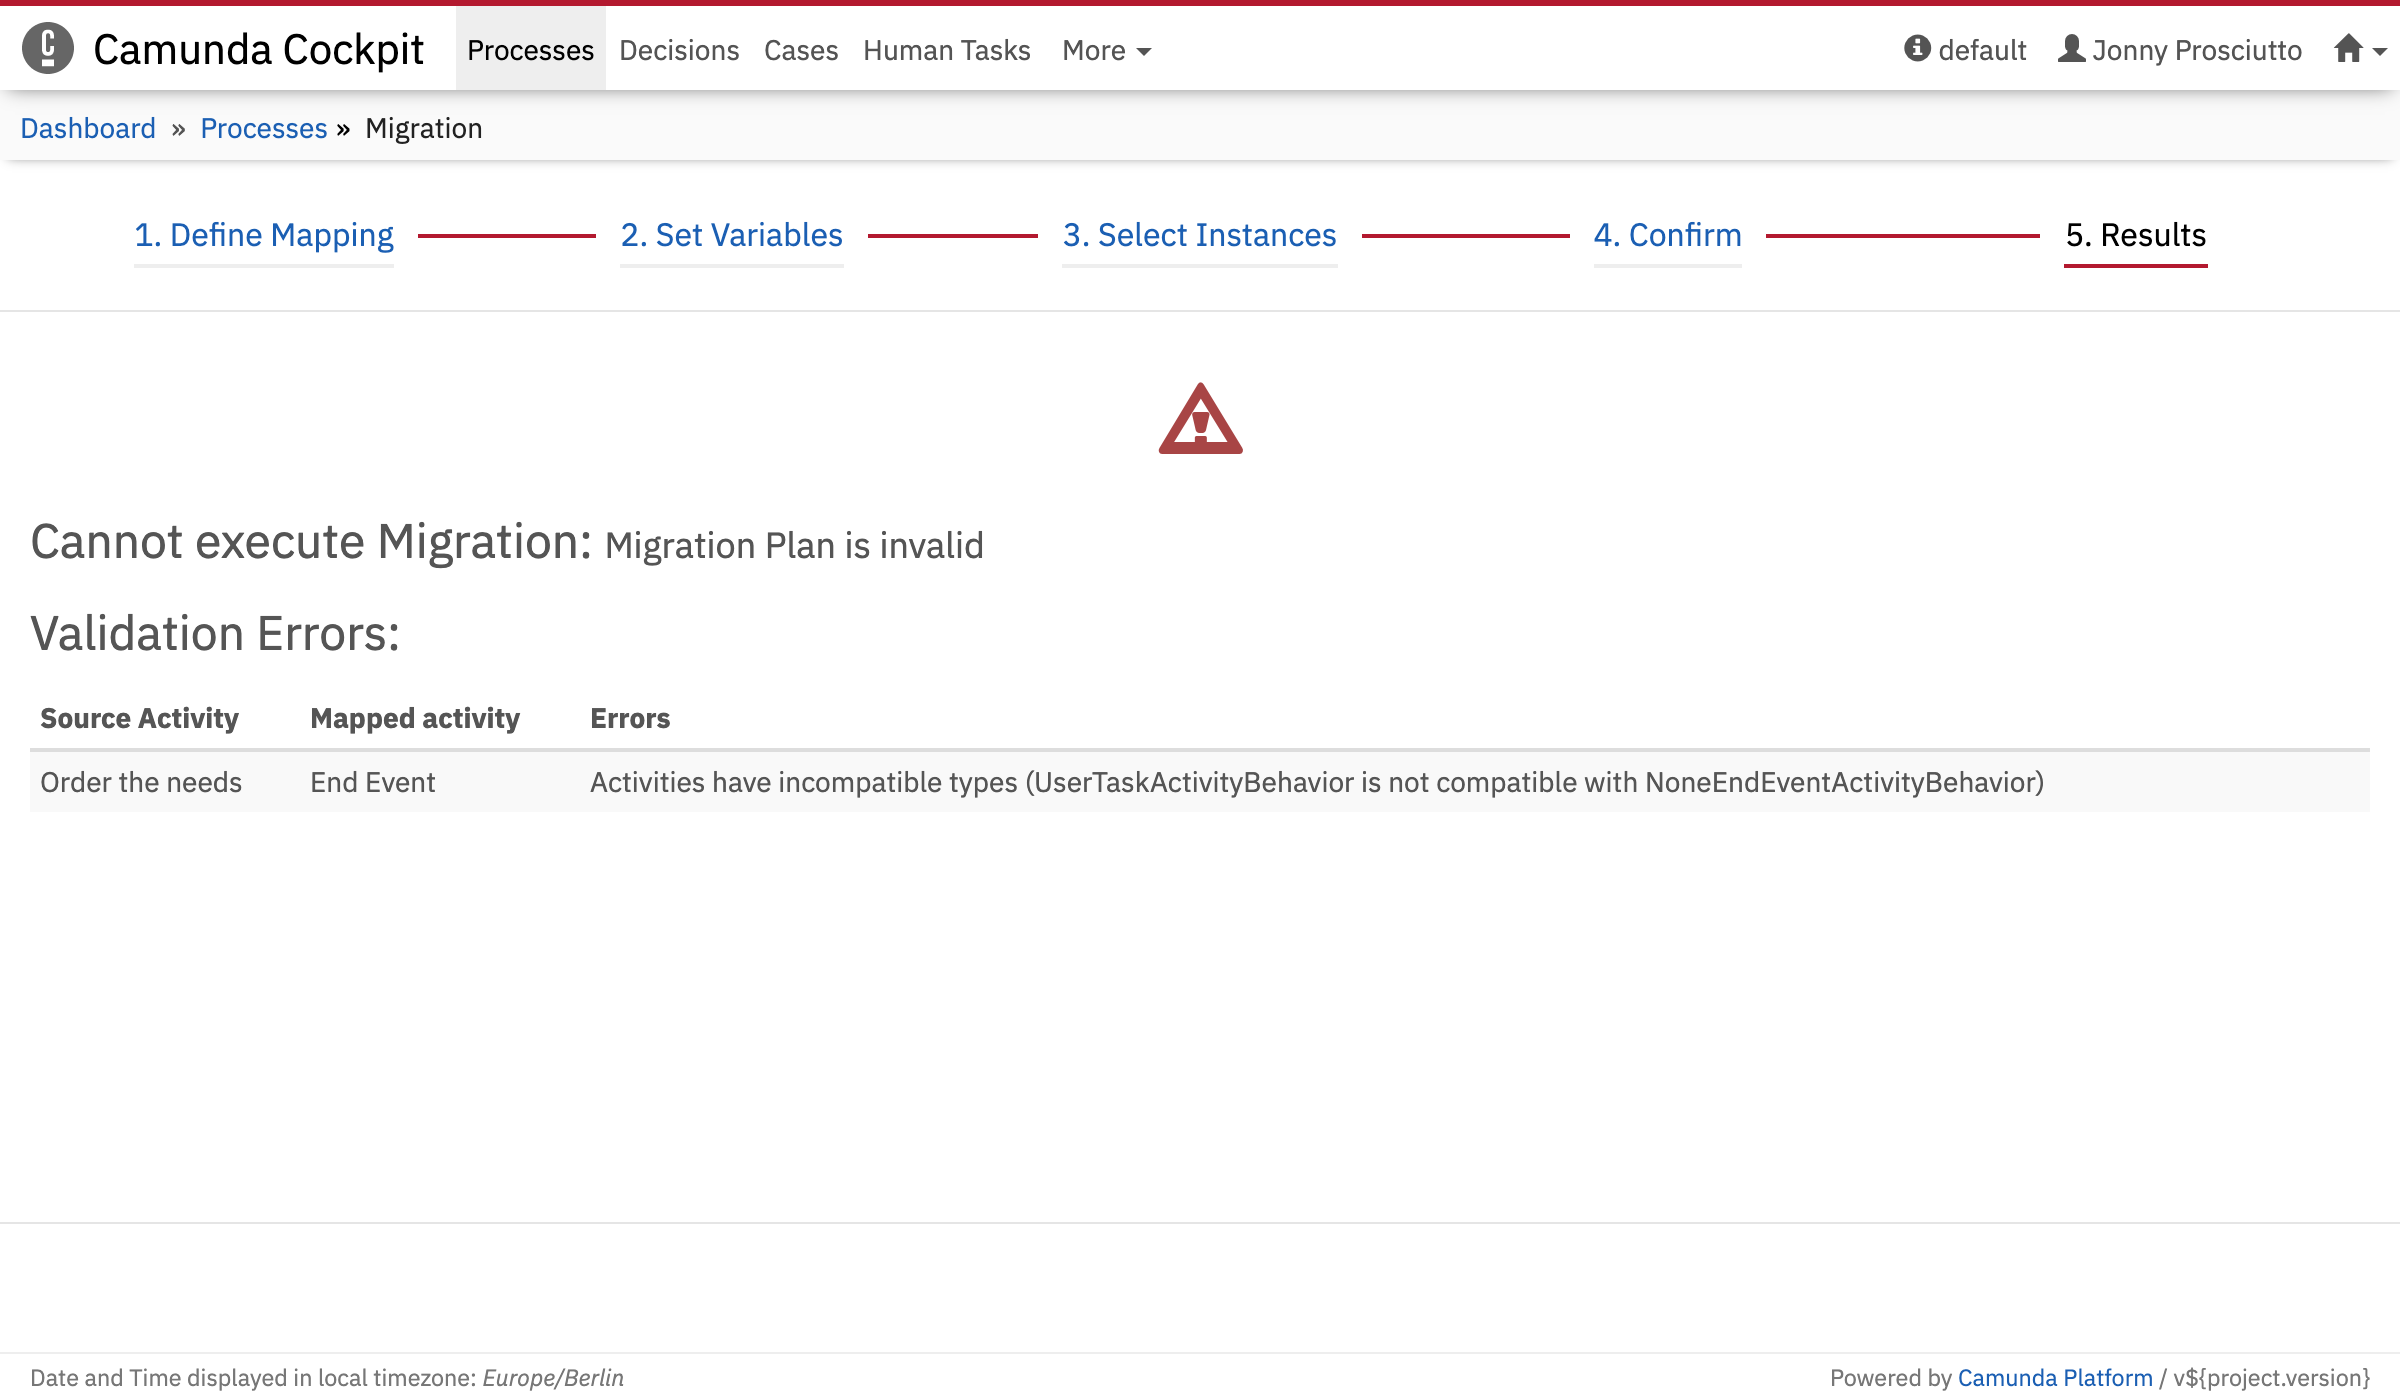 Camunda Cockpit Processes Decisions Cases Human Tasks More default Jonny Prosciutto
Dashboard » Processes » Migration
1. Define Mapping 2. Set Variables 3. Select Instances 4. Confirm 5. Results
Cannot execute Migration: Migration Plan is invalid
Validation Errors:
Source Activity Mapped activity Errors
Order the needs End Event Activities have incompatible types (UserTaskActivityBehavior is not compatible with NoneEndEventActivityBehavior)
Date and Time displayed in local timezone: Europe/Berlin Powered by Camunda Platform / v${project.version}